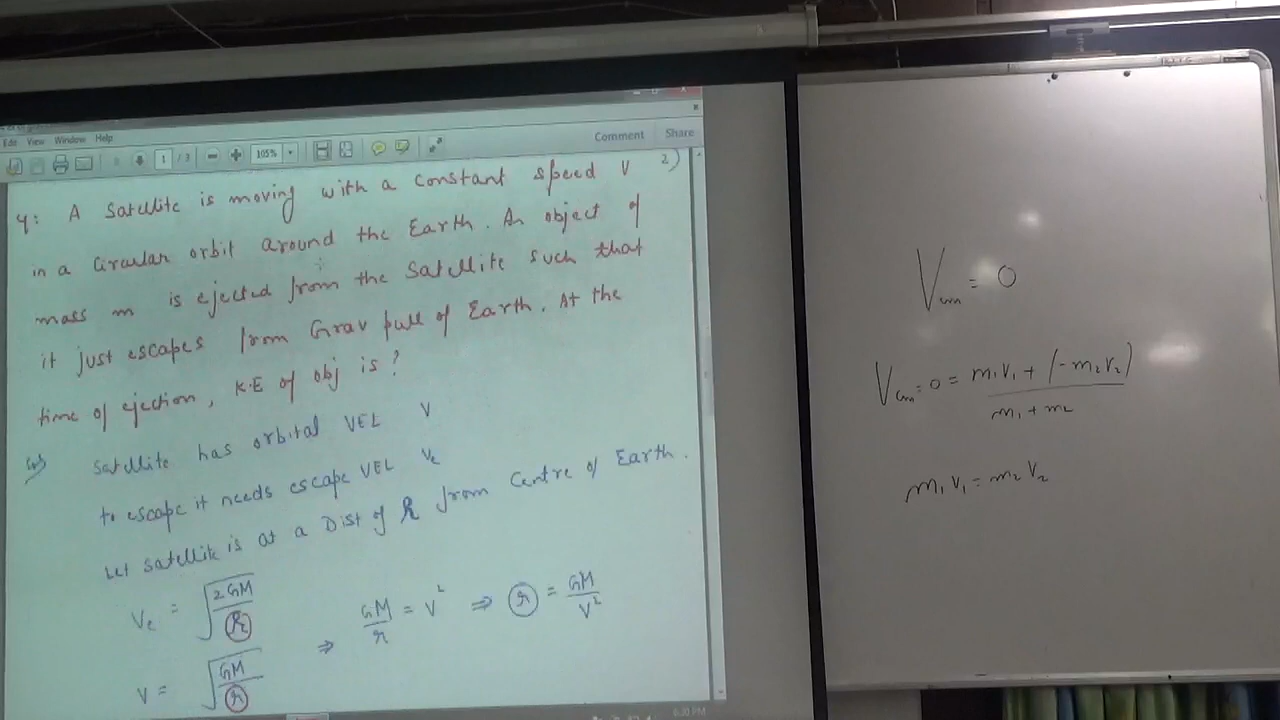 Edit View Window Help
Comment Share
1 / 3 105%
4: A Satellite is moving with a constant speed V
in a circular orbit around the Earth. An object of
mass m is ejected from the Satellite such that
it just escapes from Grav pull of Earth. At the
time of ejection, K.E of obj is?
2)
Satellite has orbital VEL V
to escape it needs escape VEL Ve
Let satellite is at a Dist of r from Centre of Earth.
Ve = √(2GM/r)
⇒ GM/r = V² ⇒ r = GM/V²
V = √(GM/r)
6:20 PM
Vcm = 0
Vcm = 0 = m1V1 + (-m2V2) / m1 + m2
m1V1 = m2V2